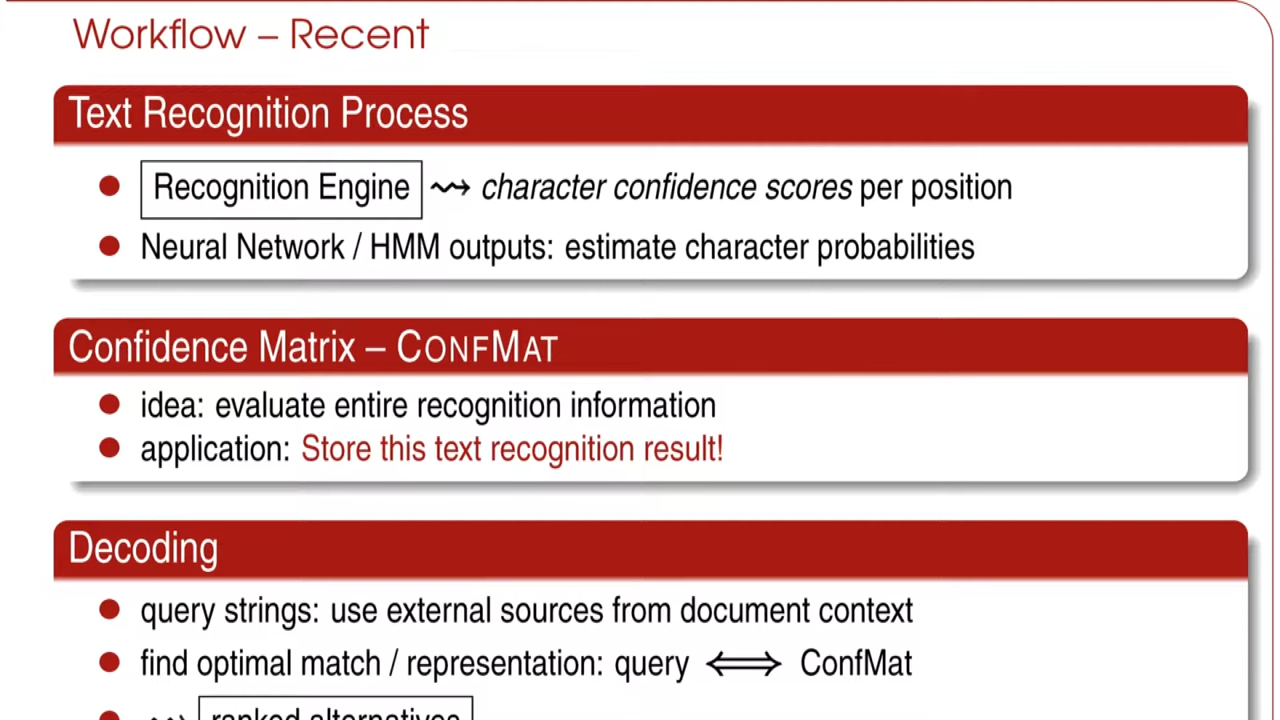 Workflow – Recent
Text Recognition Process
● Recognition Engine ⇝ character confidence scores per position
● Neural Network / HMM outputs: estimate character probabilities
Confidence Matrix – CONFMAT
● idea: evaluate entire recognition information
● application: Store this text recognition result!
Decoding
● query strings: use external sources from document context
● find optimal match / representation: query ⟺ ConfMat
● ⇝ ranked alternatives